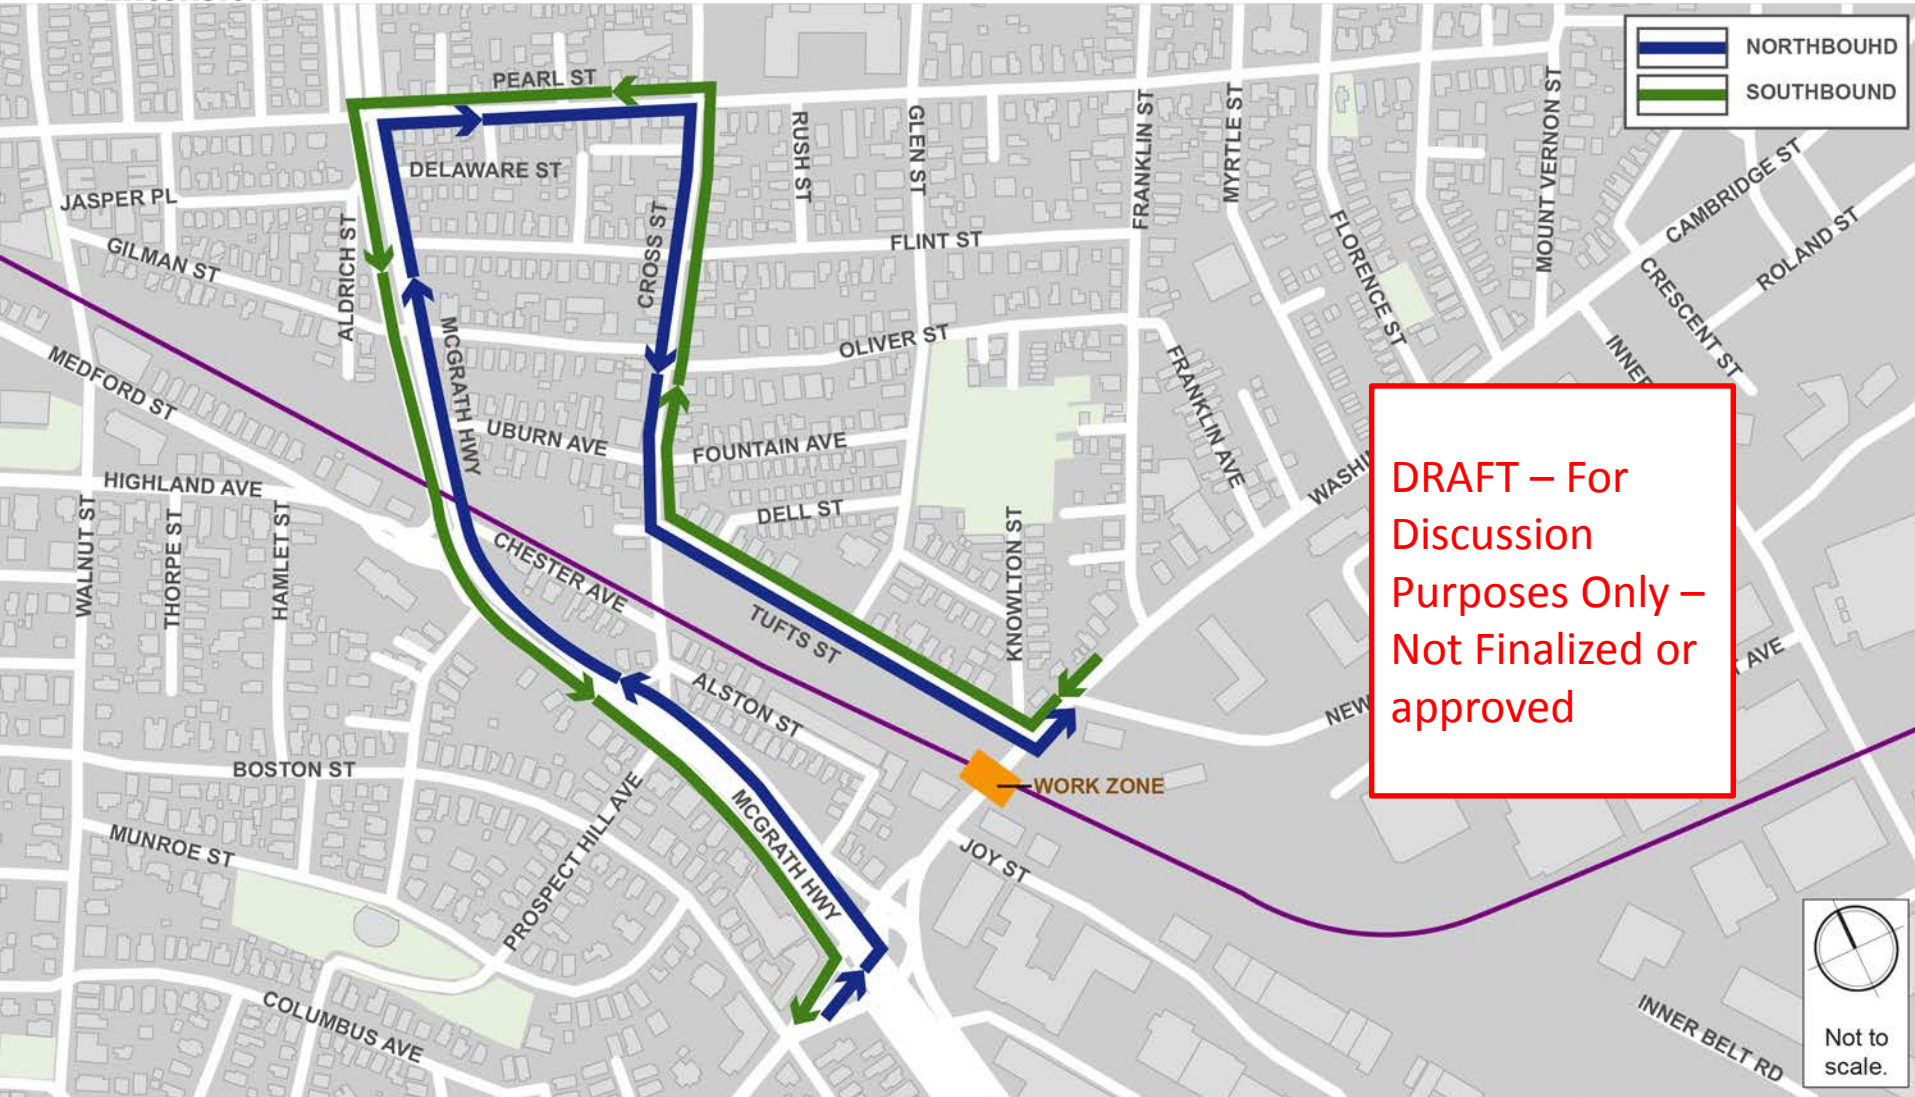 PEARL ST
NORTHBOUHD
SOUTHBOUND
DELAWARE ST
JASPER PL
GILMAN ST
ALDRICH ST
CROSS ST
RUSH ST
GLEN ST
FLINT ST
FRANKLIN ST
MYRTLE ST
FLORENCE ST
MOUNT VERNON ST
CAMBRIDGE ST
ROLAND ST
CRESCENT ST
INNER
MEDFORD ST
MCGRATH HWY
OLIVER ST
FRANKLIN AVE
UBURN AVE
FOUNTAIN AVE
HIGHLAND AVE
DELL ST
WASHI
WALNUT ST
THORPE ST
HAMLET ST
CHESTER AVE
TUFTS ST
KNOWLTON ST
ALSTON ST
NEW
T AVE
DRAFT – For
Discussion
Purposes Only –
Not Finalized or
approved
BOSTON ST
WORK ZONE
MUNROE ST
PROSPECT HILL AVE
MCGRATH HWY
JOY ST
COLUMBUS AVE
INNER BELT RD
Not to
scale.